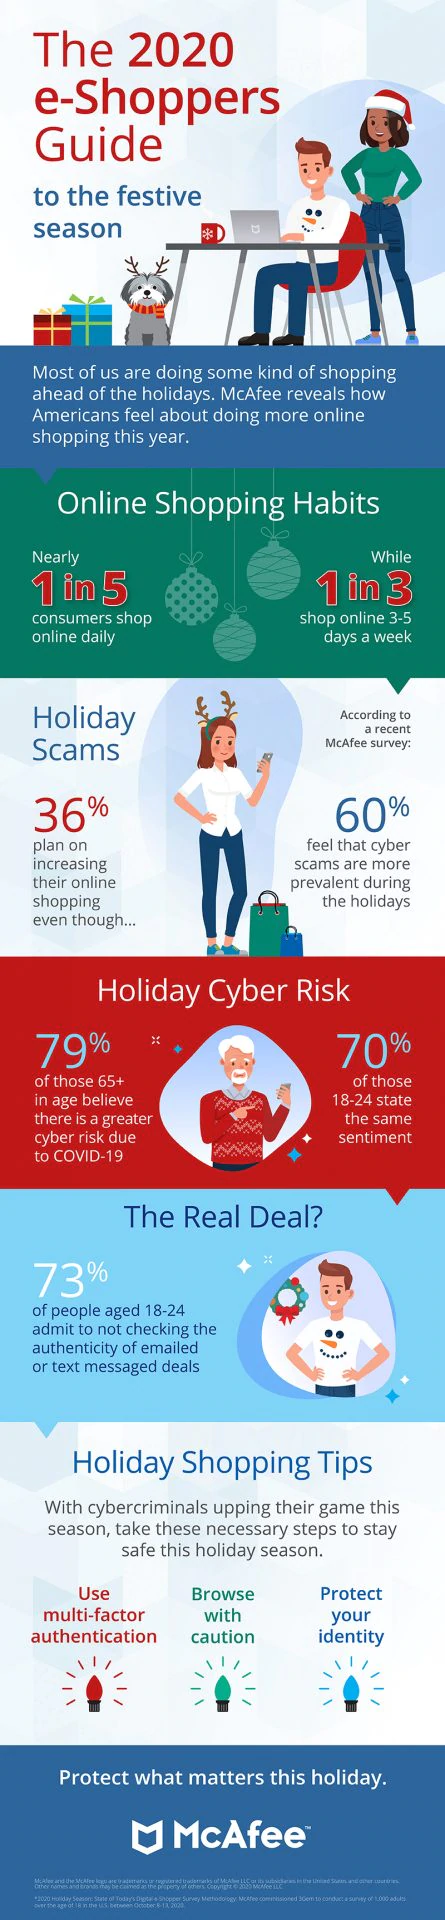 The 2020
e-Shoppers
Guide
to the festive
season
Most of us are doing some kind of shopping
ahead of the holidays. McAfee reveals how
Americans feel about doing more online
shopping this year.
Online Shopping Habits
Nearly
1 in 5
consumers shop
online daily
While
1 in 3
shop online 3-5
days a week
Holiday
Scams
According to
a recent
McAfee survey:
36%
plan on
increasing
their online
shopping
even though...
60%
feel that cyber
scams are more
prevalent during
the holidays
Holiday Cyber Risk
79%
of those 65+
in age believe
there is a greater
cyber risk due
to COVID-19
70%
of those
18-24 state
the same
sentiment
The Real Deal?
73%
of people aged 18-24
admit to not checking the
authenticity of emailed
or text messaged deals
Holiday Shopping Tips
With cybercriminals upping their game this
season, take these necessary steps to stay
safe this holiday season.
Use
multi-factor
authentication
Browse
with
caution
Protect
your
identity
Protect what matters this holiday.
McAfee™
McAfee and the McAfee logo are trademarks or registered trademarks of McAfee LLC or its subsidiaries in the United States and other countries.
Other names and brands may be claimed as the property of others. Copyright © 2020 McAfee LLC
*2020 Holiday Season: State of Today's Digital e-Shopper Survey Methodology: McAfee commissioned 3Gem to conduct a survey of 1,000 adults
over the age of 18 in the U.S. between October 8-13, 2020.